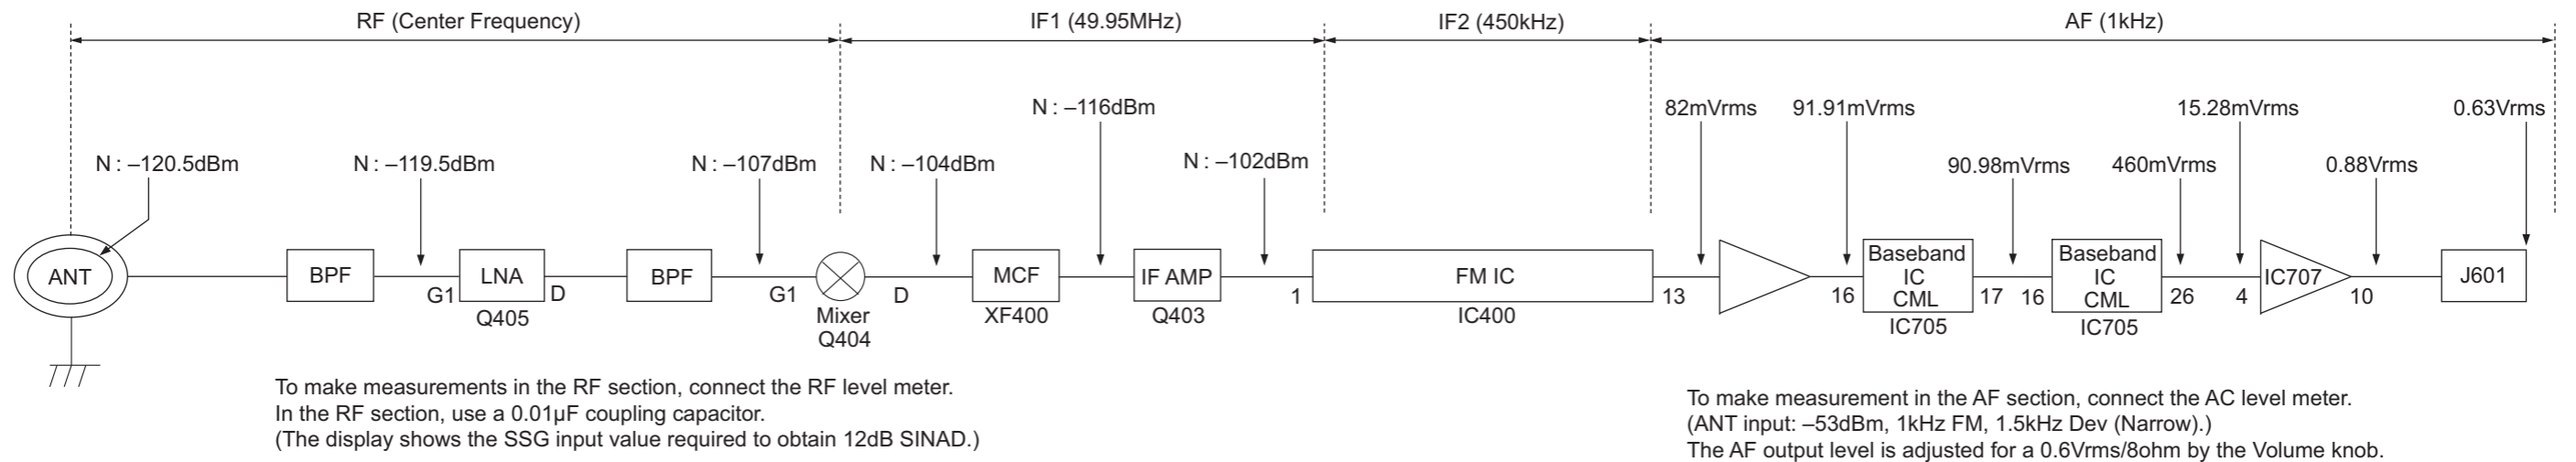 RF (Center Frequency)
IF1 (49.95MHz)
IF2 (450kHz)
AF (1kHz)
N : –116dBm
82mVrms
91.91mVrms
15.28mVrms
0.63Vrms
N : –120.5dBm
N : –119.5dBm
N : –107dBm
N : –104dBm
N : –102dBm
90.98mVrms
460mVrms
0.88Vrms
ANT
BPF
G1
LNA
D
Q405
BPF
G1
Mixer
Q404
D
MCF
XF400
IF AMP
Q403
1
FM IC
IC400
13
16
Baseband
IC
CML
IC705
17
16
Baseband
IC
CML
IC705
26
4
IC707
10
J601
To make measurements in the RF section, connect the RF level meter.
In the RF section, use a 0.01µF coupling capacitor.
(The display shows the SSG input value required to obtain 12dB SINAD.)
To make measurement in the AF section, connect the AC level meter.
(ANT input: –53dBm, 1kHz FM, 1.5kHz Dev (Narrow).)
The AF output level is adjusted for a 0.6Vrms/8ohm by the Volume knob.